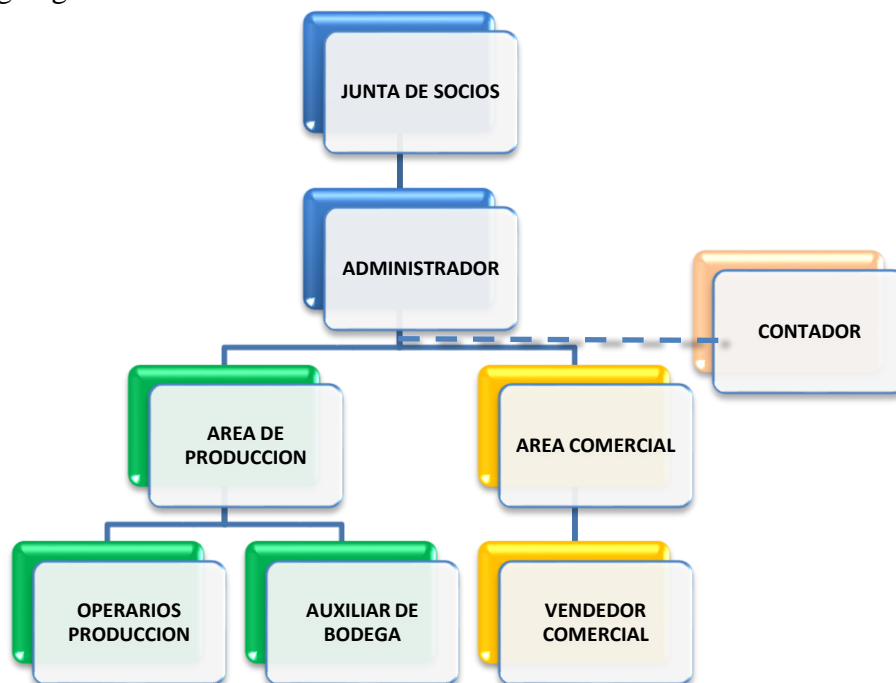 JUNTA DE SOCIOS
ADMINISTRADOR
CONTADOR
AREA DE
PRODUCCION
AREA COMERCIAL
OPERARIOS
PRODUCCION
AUXILIAR DE
BODEGA
VENDEDOR
COMERCIAL